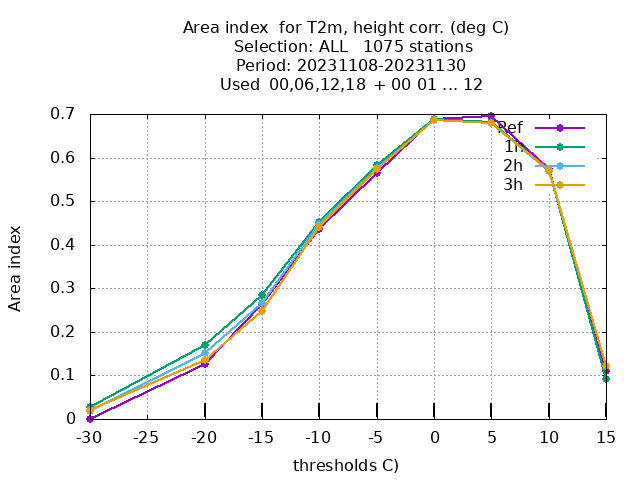 Area index  for T2m, height corr. (deg C)
Selection: ALL   1075 stations
Period: 20231108-20231130
Used  00,06,12,18  + 00 01 ... 12
0.7
0.6
0.5
0.4
0.3
0.2
0.1
0
Area index
Ref
1h
2h
3h
-30 -25 -20 -15 -10 -5 0 5 10 15
thresholds C)